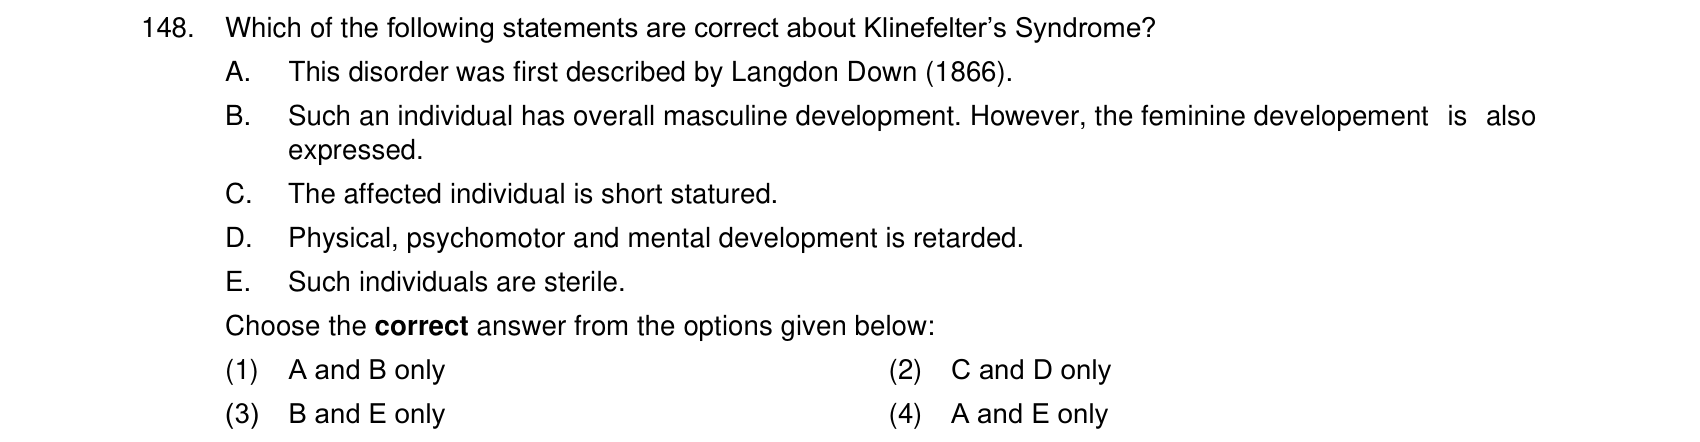 148. Which of the following statements are correct about Klinefelter’s Syndrome?
A. This disorder was first described by Langdon Down (1866).
B. Such an individual has overall masculine development. However, the feminine developement is also
expressed.
C. The affected individual is short statured.
D. Physical, psychomotor and mental development is retarded.
E. Such individuals are sterile.
Choose the correct answer from the options given below:
(1) A and B only (2) C and D only
(3) B and E only (4) A and E only